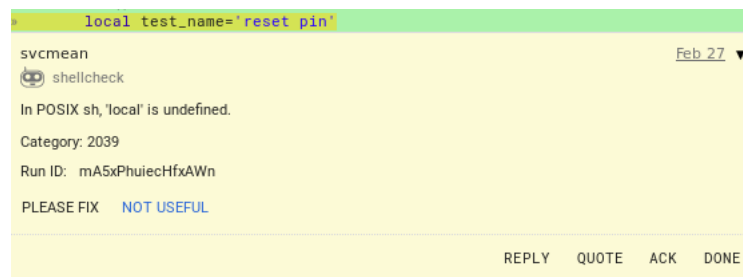 » local test_name='reset pin'
svcmean Feb 27 ▼
shellcheck
In POSIX sh, 'local' is undefined.
Category: 2039
Run ID: mA5xPhuiecHfxAWn
PLEASE FIX NOT USEFUL
REPLY QUOTE ACK DONE